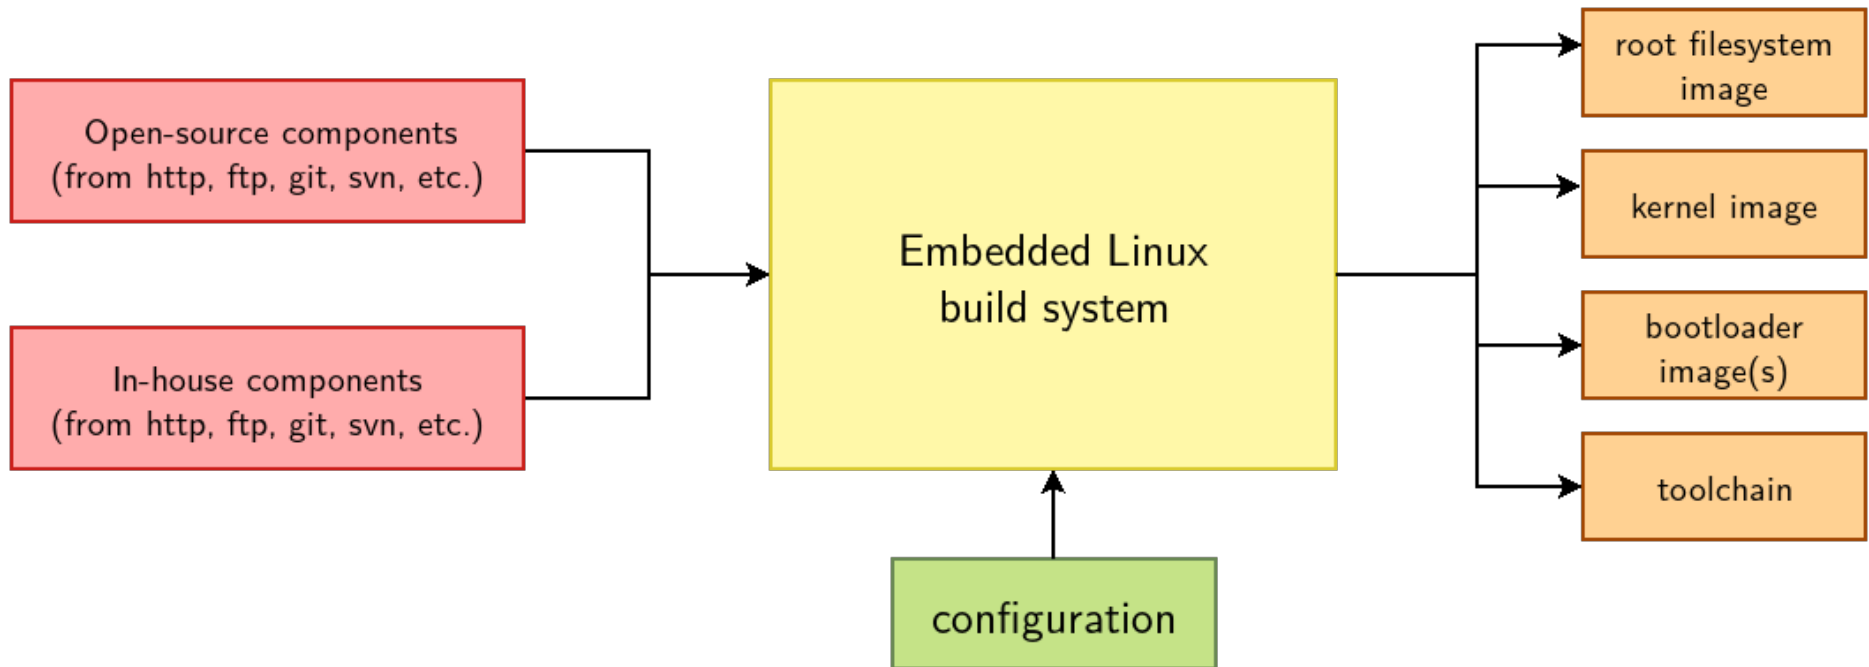 Open-source components
(from http, ftp, git, svn, etc.)
In-house components
(from http, ftp, git, svn, etc.)
Embedded Linux
build system
configuration
root filesystem
image
kernel image
bootloader
image(s)
toolchain